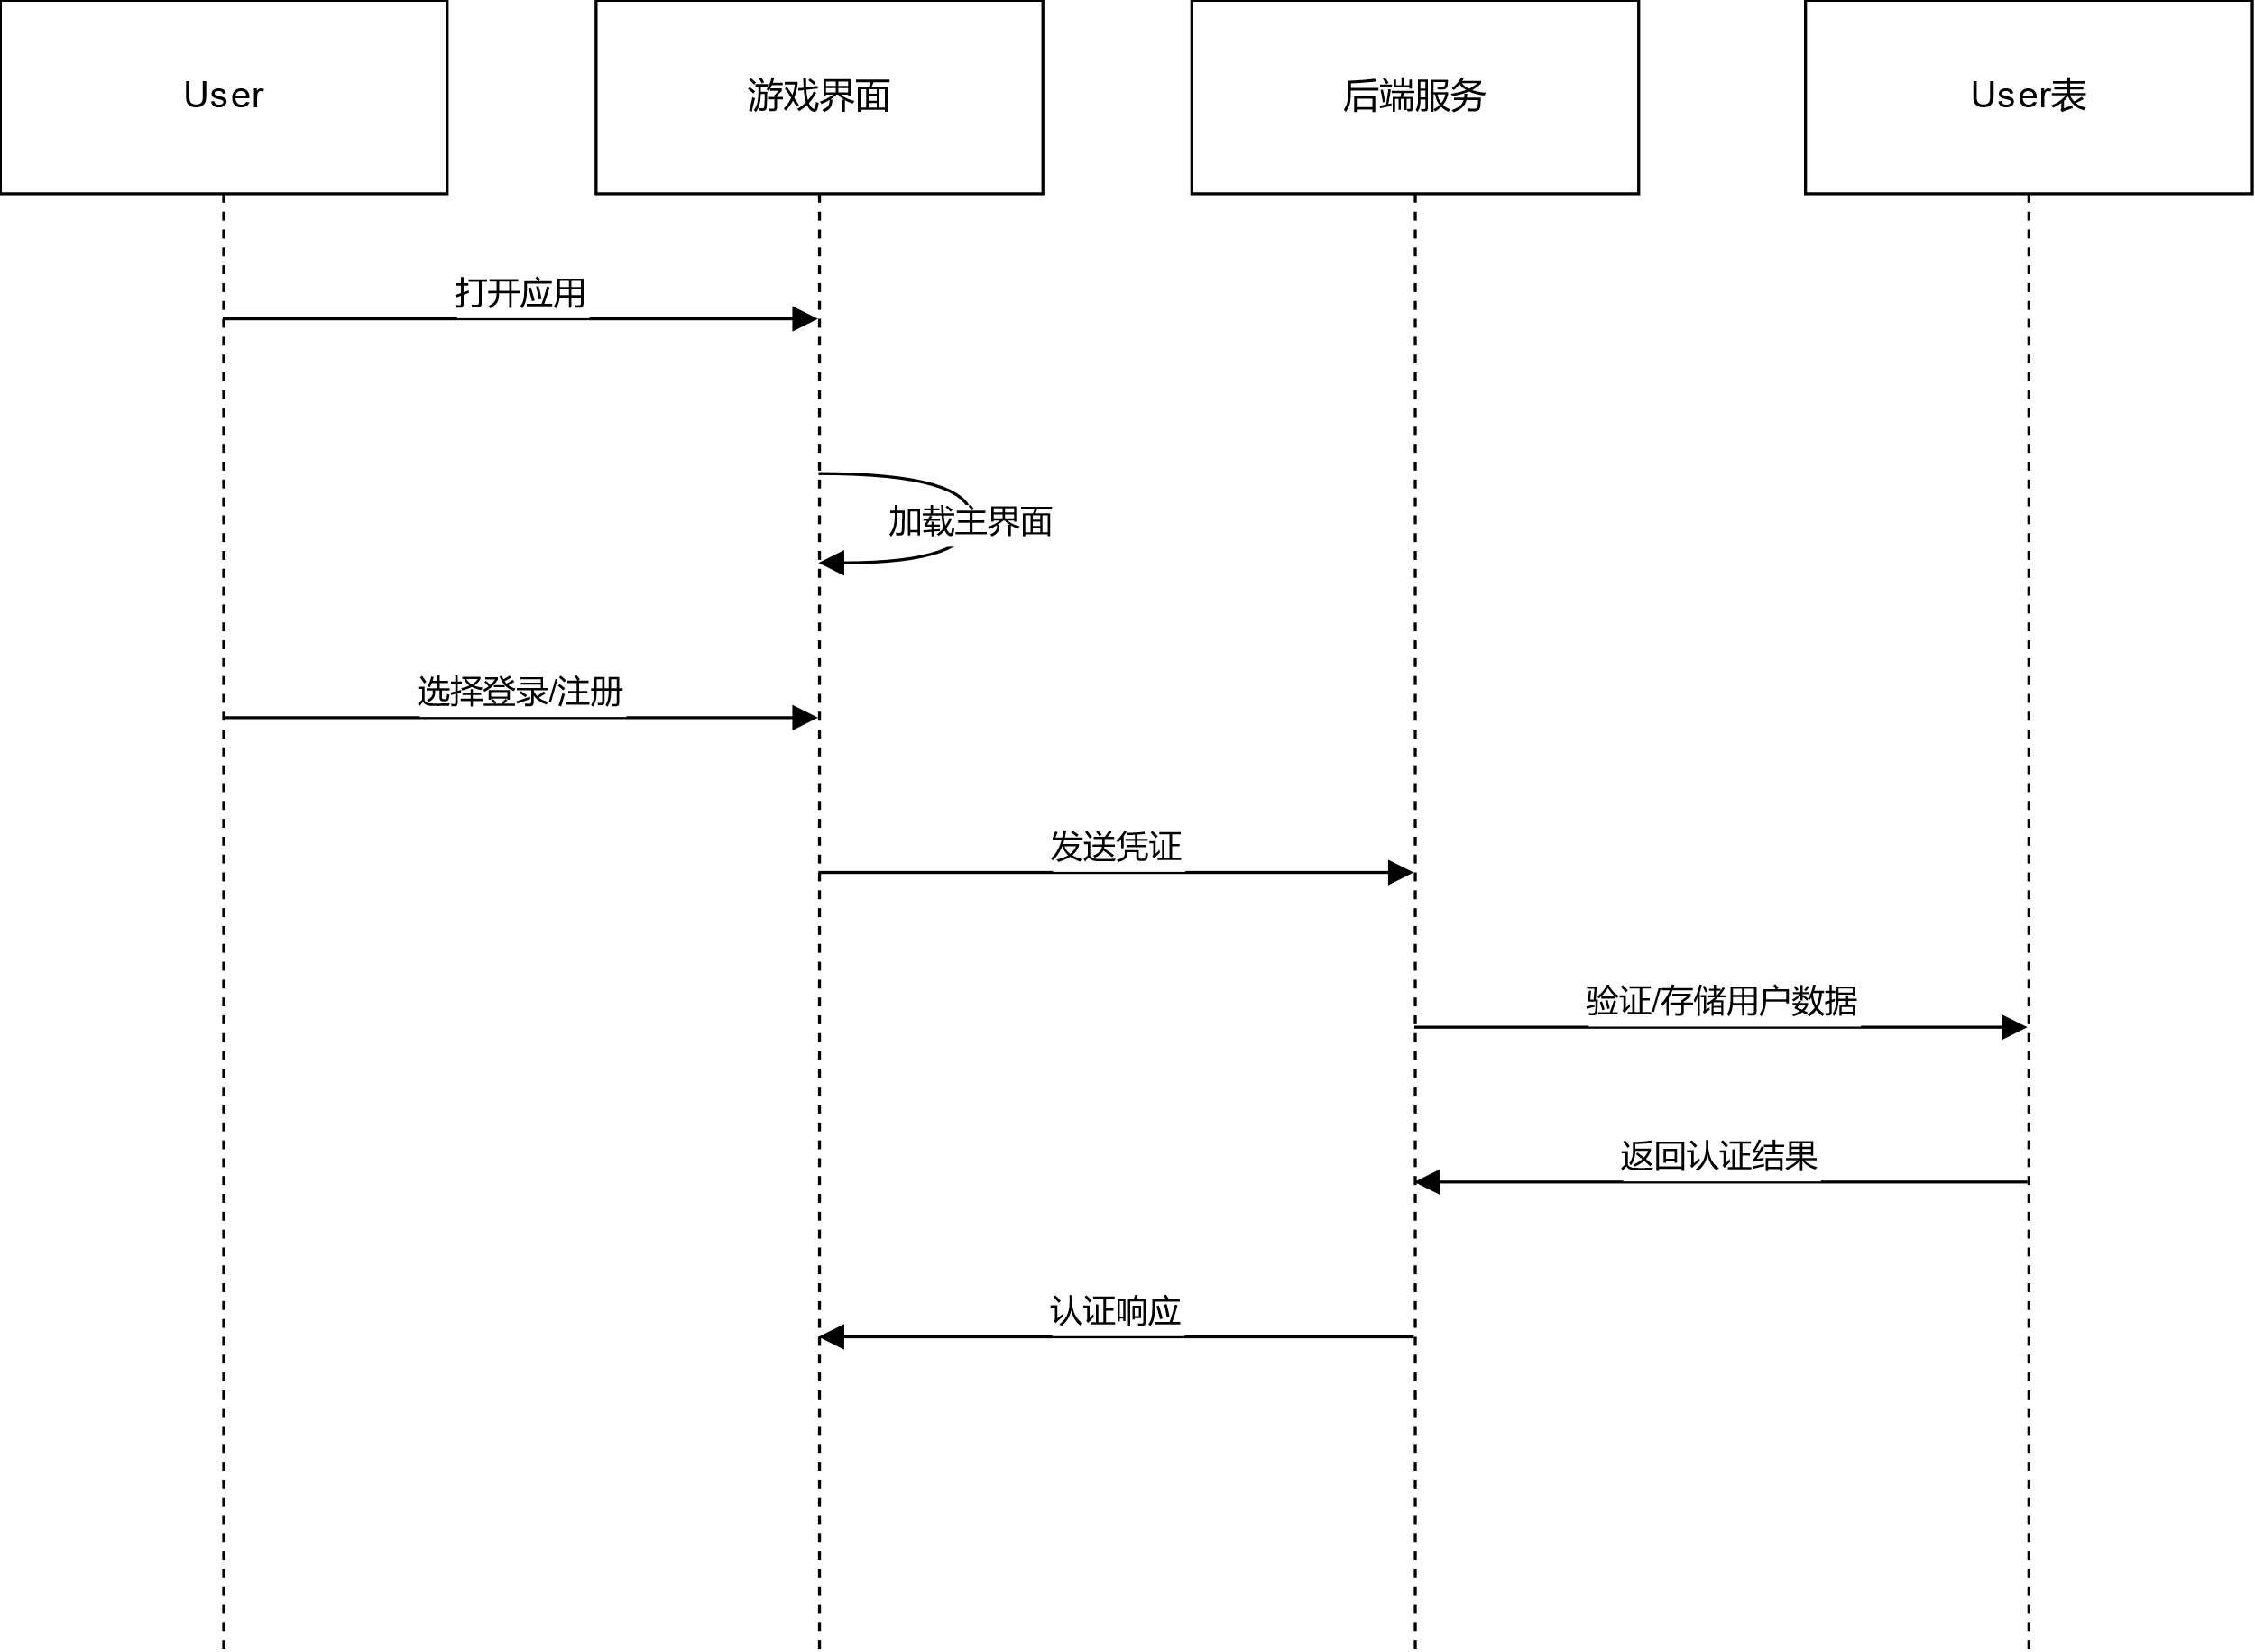 User
游戏界面
后端服务
User表
打开应用
加载主界面
选择登录/注册
发送凭证
验证/存储用户数据
返回认证结果
认证响应